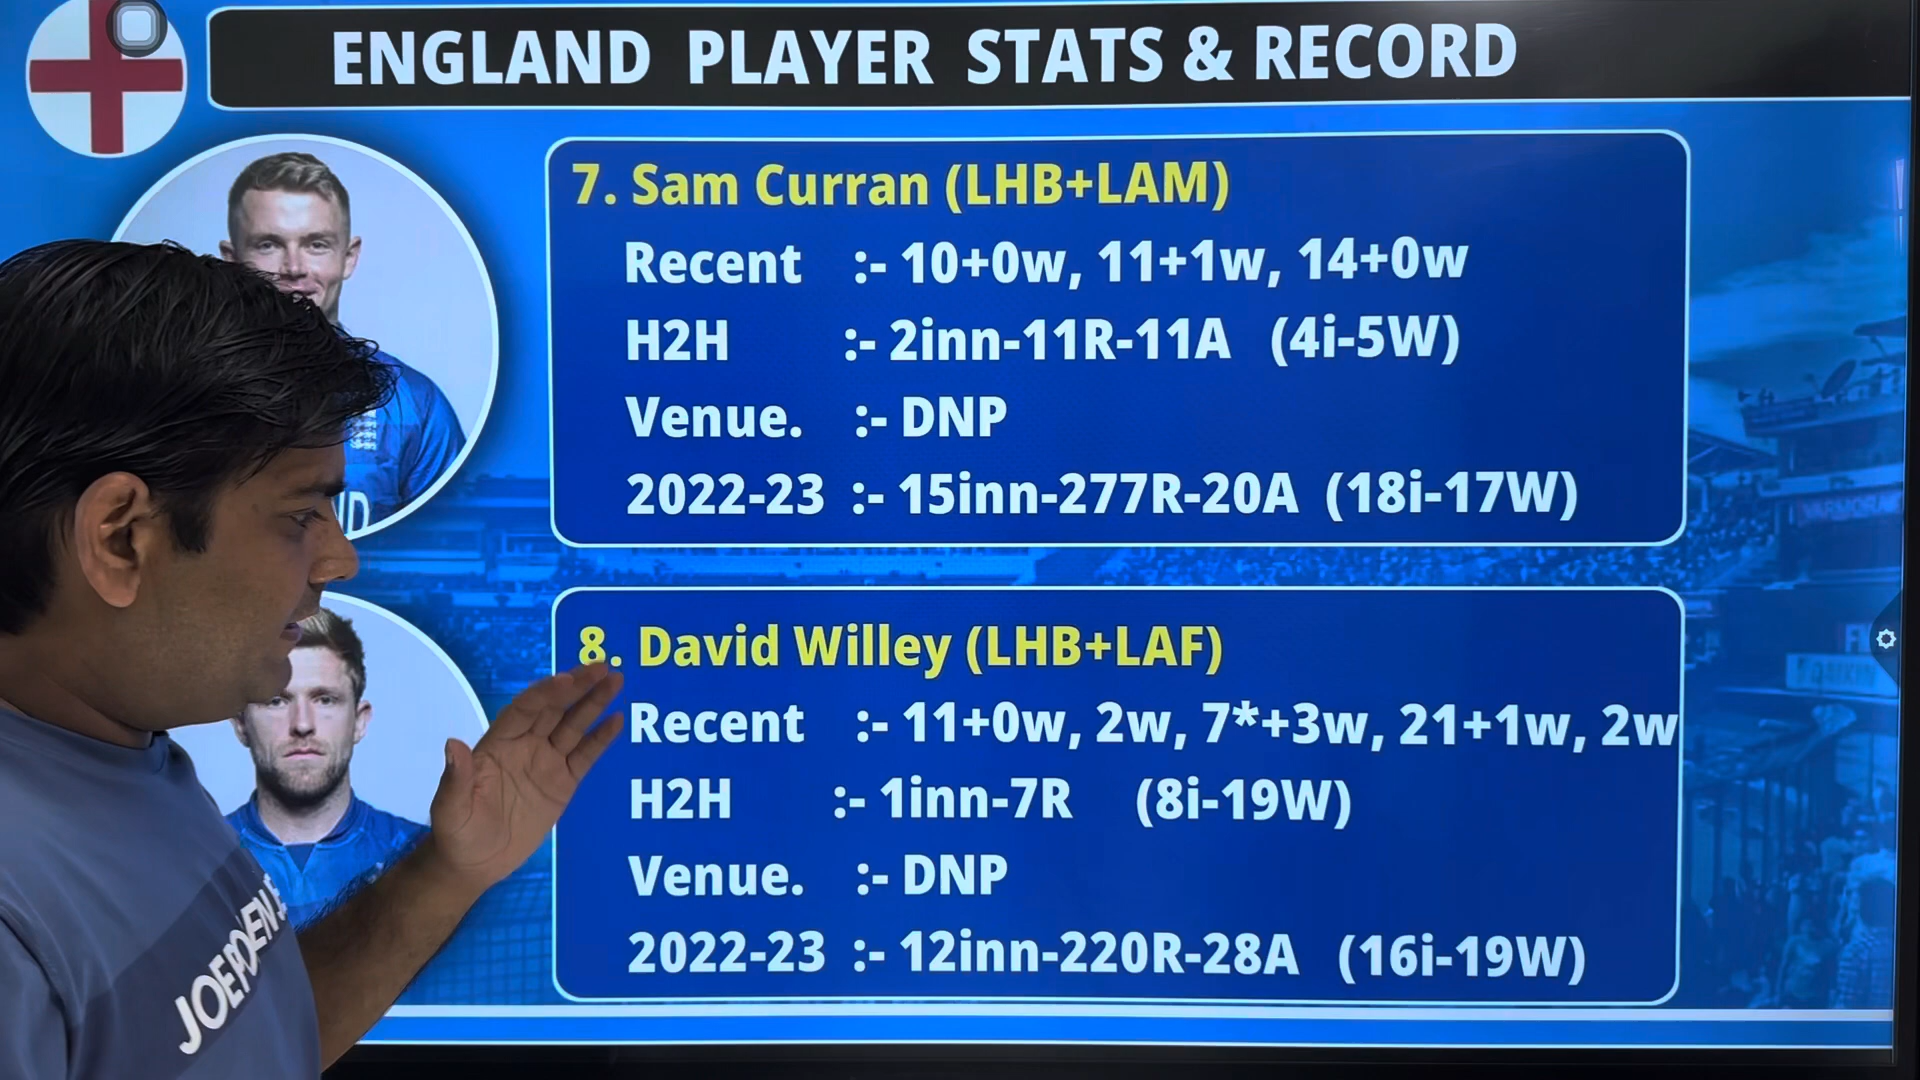 ENGLAND PLAYER STATS & RECORD
7. Sam Curran (LHB+LAM)
Recent :- 10+0w, 11+1w, 14+0w
H2H :- 2inn-11R-11A (4i-5W)
Venue. :- DNP
2022-23 :- 15inn-277R-20A (18i-17W)
8. David Willey (LHB+LAF)
Recent :- 11+0w, 2w, 7*+3w, 21+1w, 2w
H2H :- 1inn-7R (8i-19W)
Venue. :- DNP
2022-23 :- 12inn-220R-28A (16i-19W)